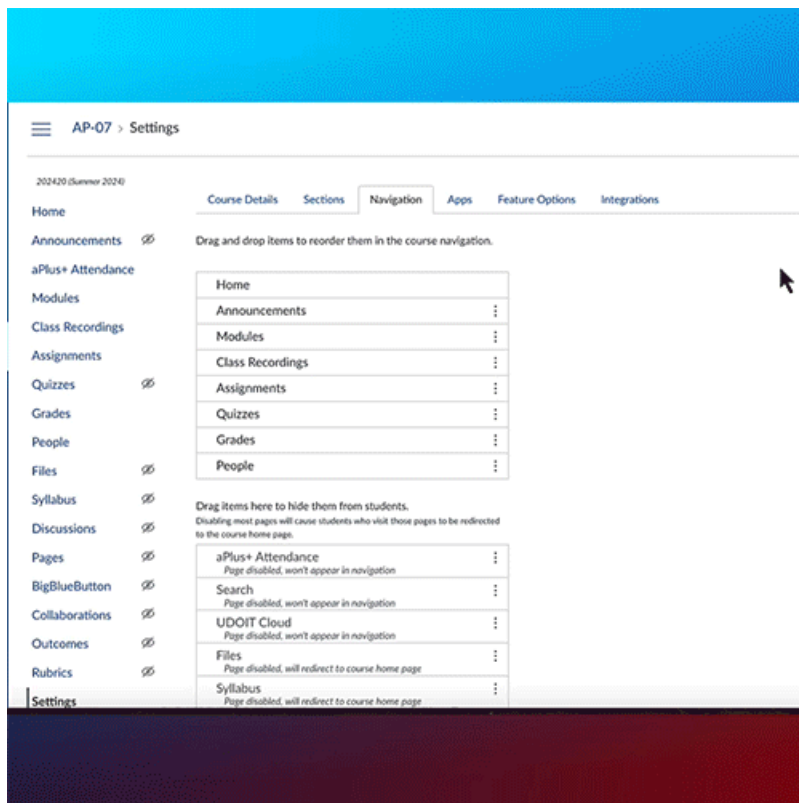 AP-07 > Settings
202420 (Summer 2024)
Home
Announcements
aPlus+ Attendance
Modules
Class Recordings
Assignments
Quizzes
Grades
People
Files
Syllabus
Discussions
Pages
BigBlueButton
Collaborations
Outcomes
Rubrics
Settings
Course Details Sections Navigation Apps Feature Options Integrations
Drag and drop items to reorder them in the course navigation.
Home
Announcements
Modules
Class Recordings
Assignments
Quizzes
Grades
People
Drag items here to hide them from students.
Disabling most pages will cause students who visit those pages to be redirected
to the course home page.
aPlus+ Attendance
Page disabled, won't appear in navigation
Search
Page disabled, won't appear in navigation
UDOIT Cloud
Page disabled, won't appear in navigation
Files
Page disabled, will redirect to course home page
Syllabus
Page disabled, will redirect to course home page